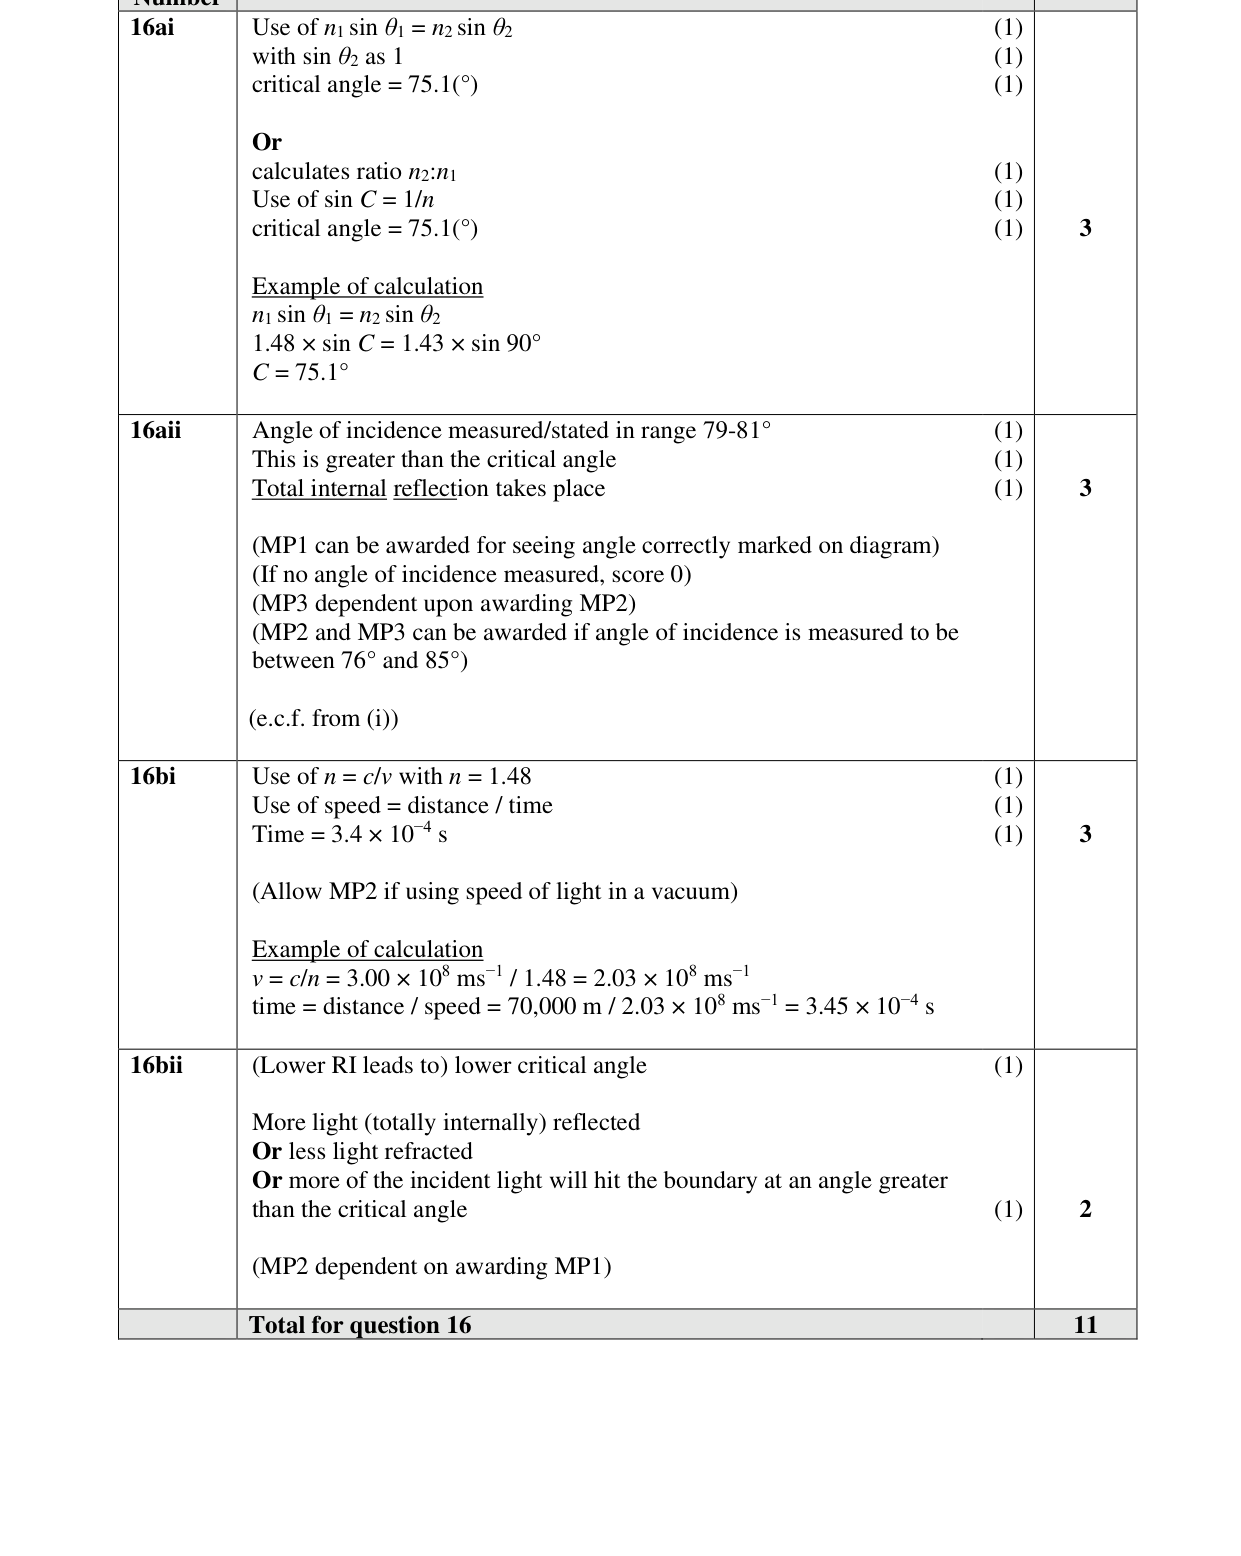 Number
16ai Use of n₁ sin θ₁ = n₂ sin θ₂ (1)
with sin θ₂ as 1 (1)
critical angle = 75.1(°) (1)
Or
calculates ratio n₂:n₁ (1)
Use of sin C = 1/n (1)
critical angle = 75.1(°) (1) 3
Example of calculation
n₁ sin θ₁ = n₂ sin θ₂
1.48 × sin C = 1.43 × sin 90°
C = 75.1°
16aii Angle of incidence measured/stated in range 79-81° (1)
This is greater than the critical angle (1)
Total internal reflection takes place (1) 3
(MP1 can be awarded for seeing angle correctly marked on diagram)
(If no angle of incidence measured, score 0)
(MP3 dependent upon awarding MP2)
(MP2 and MP3 can be awarded if angle of incidence is measured to be
between 76° and 85°)
(e.c.f. from (i))
16bi Use of n = c/v with n = 1.48 (1)
Use of speed = distance / time (1)
Time = 3.4 × 10⁻⁴ s (1) 3
(Allow MP2 if using speed of light in a vacuum)
Example of calculation
v = c/n = 3.00 × 10⁸ ms⁻¹ / 1.48 = 2.03 × 10⁸ ms⁻¹
time = distance / speed = 70,000 m / 2.03 × 10⁸ ms⁻¹ = 3.45 × 10⁻⁴ s
16bii (Lower RI leads to) lower critical angle (1)
More light (totally internally) reflected
Or less light refracted
Or more of the incident light will hit the boundary at an angle greater
than the critical angle (1) 2
(MP2 dependent on awarding MP1)
Total for question 16 11